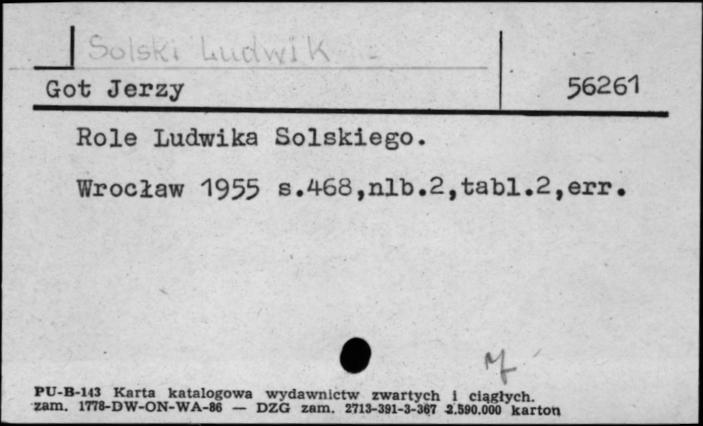 Solski Ludwik -
Got Jerzy 56261
Role Ludwika Solskiego.
Wrocław 1955 s.468,nlb.2,tabl.2,err.
PU-B-143 Karta katalogowa wydawnictw zwartych i ciągłych.
zam. 1778-DW-ON-WA-86 — DZG zam. 2713-391-3-367 2.590.000 karton